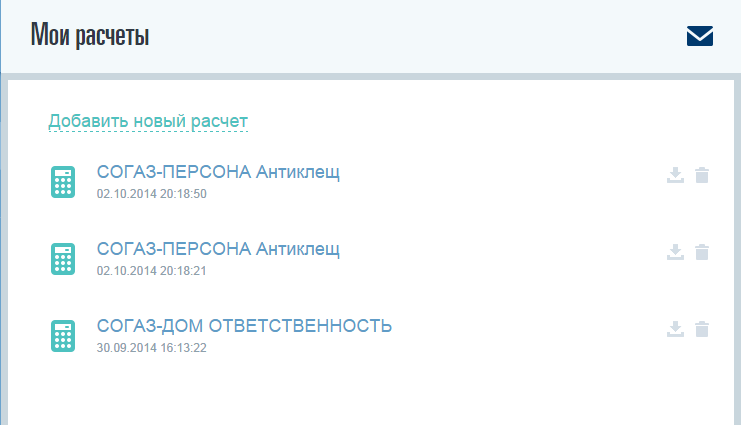 Мои расчеты
Добавить новый расчет
СОГАЗ-ПЕРСОНА Антиклещ
02.10.2014 20:18:50
СОГАЗ-ПЕРСОНА Антиклещ
02.10.2014 20:18:21
СОГАЗ-ДОМ ОТВЕТСТВЕННОСТЬ
30.09.2014 16:13:22